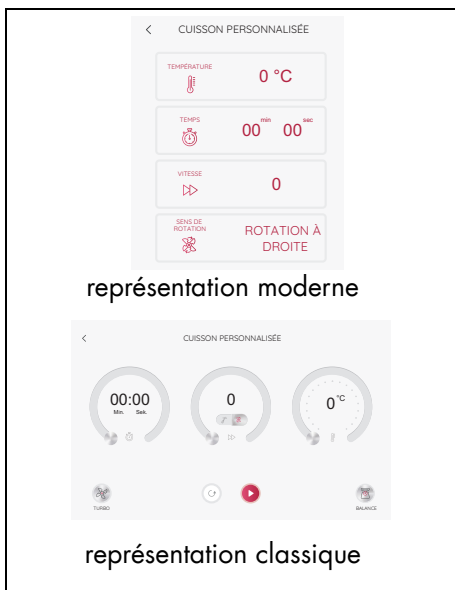 CUISSON PERSONNALISÉE
TEMPÉRATURE
0 °C
TEMPS
00 min 00 sec
VITESSE
0
SENS DE
ROTATION
ROTATION À
DROITE
représentation moderne
CUISSON PERSONNALISÉE
00:00
Min. Sek.
0
0 °C
TURBO
BALANCE
représentation classique